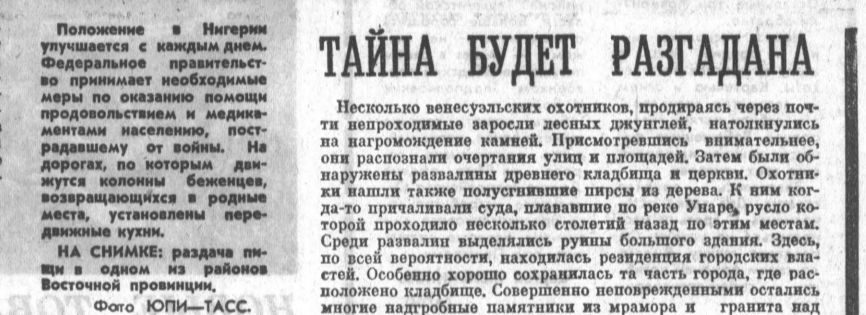 Положение в Нигерии
улучшается с каждым днем.
Федеральное правительст-
во принимает необходимые
меры по оказанию помощи
продовольствием и медика-
ментами населению, пост-
радавшему от войны. На
дорогах, по которым дви-
жутся колонны беженцев,
возвращающихся в родные
места, установлены пере-
движные кухни.
НА СНИМКЕ: раздача пи-
щи в одном из районов
Восточной провинции.
Фото ЮПИ—ТАСС.
ТАЙНА БУДЕТ РАЗГАДАНА
Несколько венесуэльских охотников, продираясь через поч-
ти непроходимые заросли лесных джунглей, натолкнулись
на нагромождение камней. Присмотревшись внимательнее,
они распознали очертания улиц и площадей. Затем были об-
наружены развалины древнего кладбища и церкви. Охотни-
ки нашли также полусгнившие пирсы из дерева. К ним ког-
да-то причаливали суда, плававшие по реке Унаре, русло ко-
торой проходило несколько столетий назад по этим местам.
Среди развалин выделялись руины большого здания. Здесь,
по всей вероятности, находилась резиденция городских вла-
стей. Особенно хорошо сохранилась та часть города, где рас-
положено кладбище. Совершенно неповрежденными остались
многие надгробные памятники из мрамора и гранита над